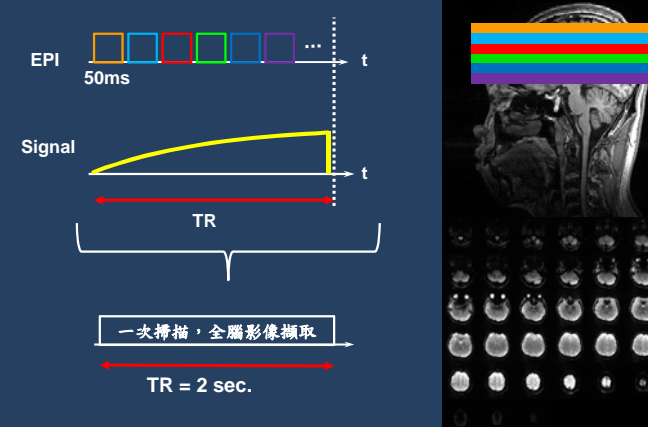 EPI
...
t
50ms
Signal
t
TR
一次掃描，全腦影像擷取
TR = 2 sec.